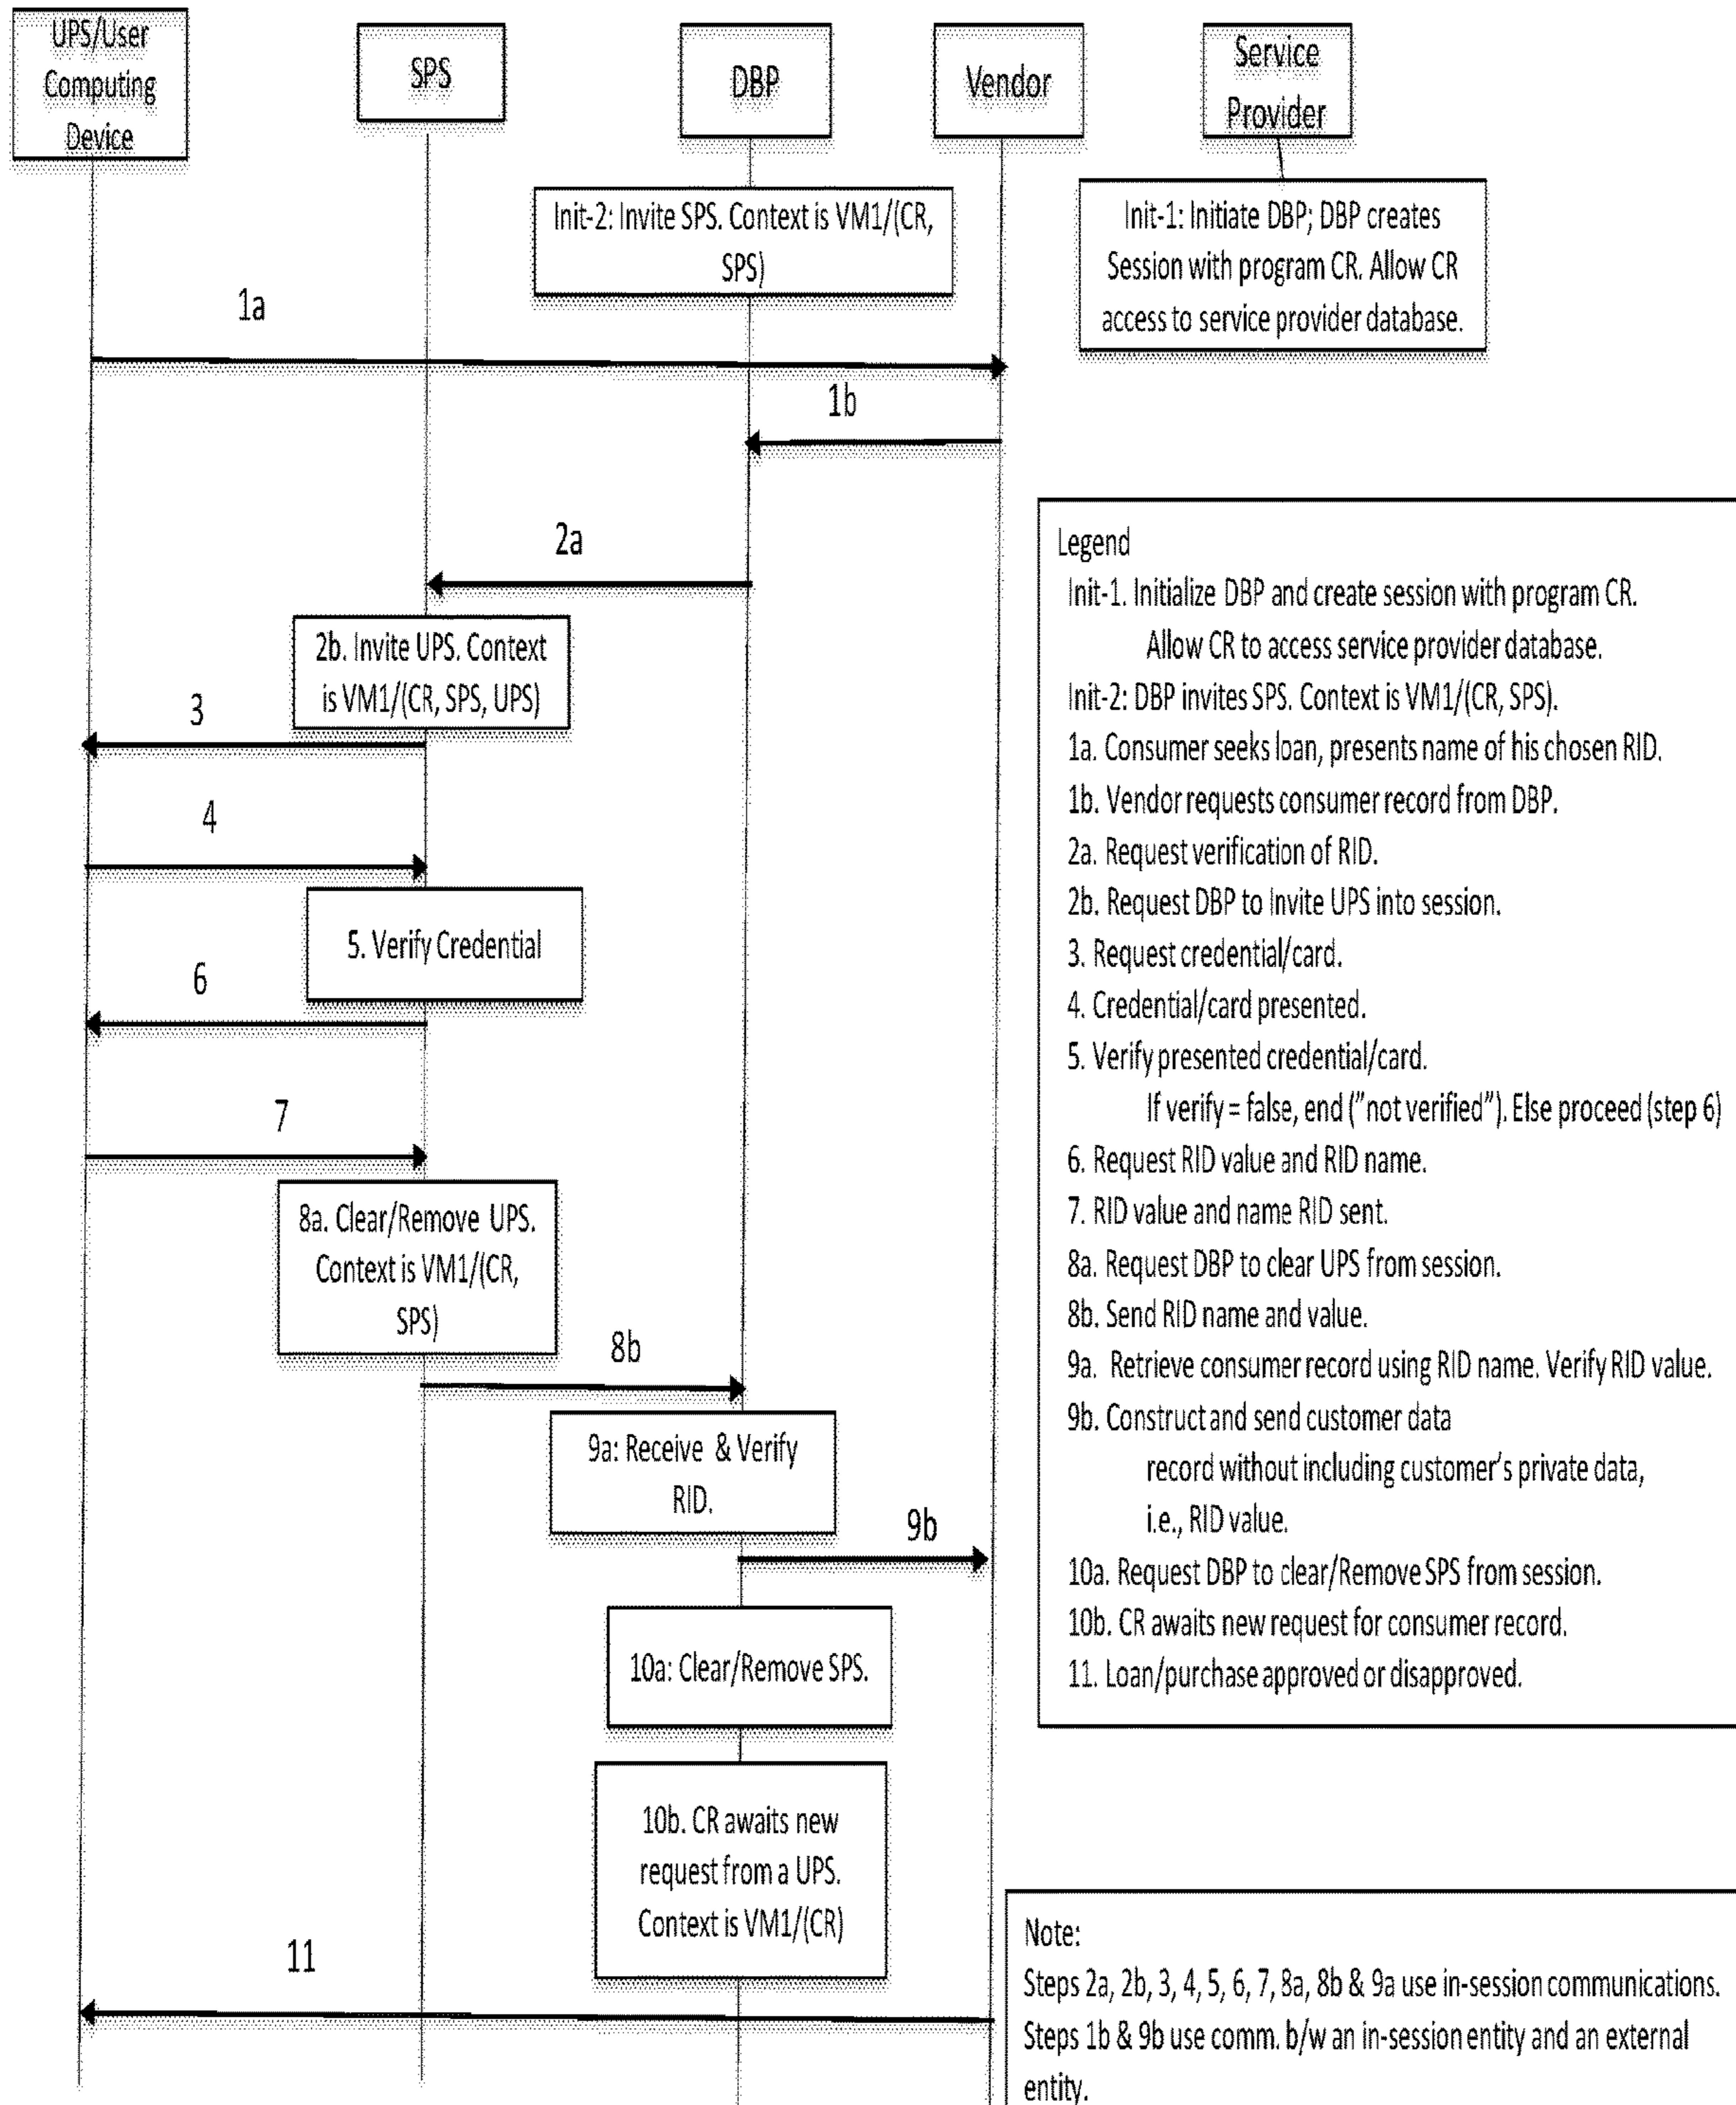 UPS/User
Computing
Device
SPS
DBP
Vendor
Service
Provider
Init-2: Invite SPS. Context is VM1/(CR,
SPS)
Init-1: Initiate DBP; DBP creates
Session with program CR. Allow CR
access to service provider database.
1a
1b
2a
2b. Invite UPS. Context
is VM1/(CR, SPS, UPS)
3
4
5. Verify Credential
6
7
8a. Clear/Remove UPS.
Context is VM1/(CR,
SPS)
8b
9a: Receive & Verify
RID.
9b
10a: Clear/Remove SPS.
10b. CR awaits new
request from a UPS.
Context is VM1/(CR)
11
Legend
Init-1. Initialize DBP and create session with program CR.
Allow CR to access service provider database.
Init-2: DBP invites SPS. Context is VM1/(CR, SPS).
1a. Consumer seeks loan, presents name of his chosen RID.
1b. Vendor requests consumer record from DBP.
2a. Request verification of RID.
2b. Request DBP to Invite UPS into session.
3. Request credential/card.
4. Credential/card presented.
5. Verify presented credential/card.
If verify = false, end ("not verified"). Else proceed (step 6)
6. Request RID value and RID name.
7. RID value and name RID sent.
8a. Request DBP to clear UPS from session.
8b. Send RID name and value.
9a. Retrieve consumer record using RID name. Verify RID value.
9b. Construct and send customer data
record without including customer's private data,
i.e., RID value.
10a. Request DBP to clear/Remove SPS from session.
10b. CR awaits new request for consumer record.
11. Loan/purchase approved or disapproved.
Note:
Steps 2a, 2b, 3, 4, 5, 6, 7, 8a, 8b & 9a use in-session communications.
Steps 1b & 9b use comm. b/w an in-session entity and an external
entity.